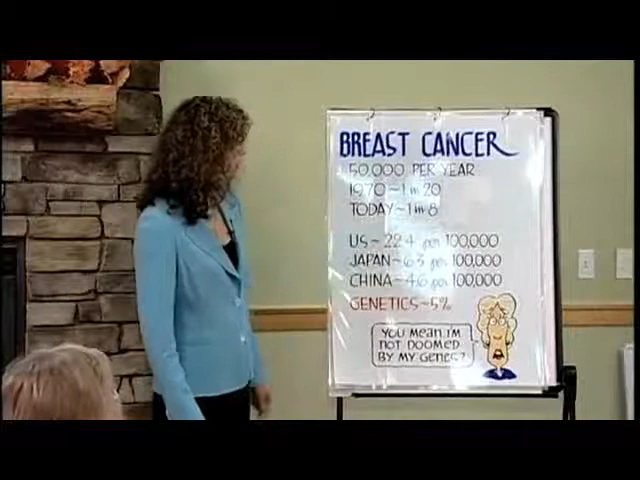 BREAST CANCER
50,000 PER YEAR
1970~1 in 20
TODAY~1 in 8
US~22.4 per 100,000
JAPAN~6.3 per 100,000
CHINA~4.6 per 100,000
GENETICS~5%
YOU MEAN I'M
NOT DOOMED
BY MY GENES?